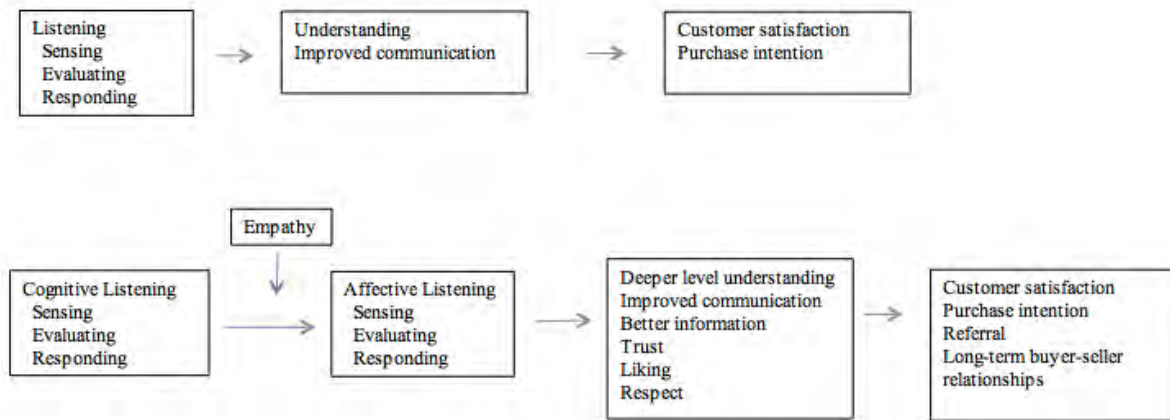 Listening
Sensing
Evaluating
Responding
Understanding
Improved communication
Customer satisfaction
Purchase intention
Empathy
Cognitive Listening
Sensing
Evaluating
Responding
Affective Listening
Sensing
Evaluating
Responding
Deeper level understanding
Improved communication
Better information
Trust
Liking
Respect
Customer satisfaction
Purchase intention
Referral
Long-term buyer-seller
relationships